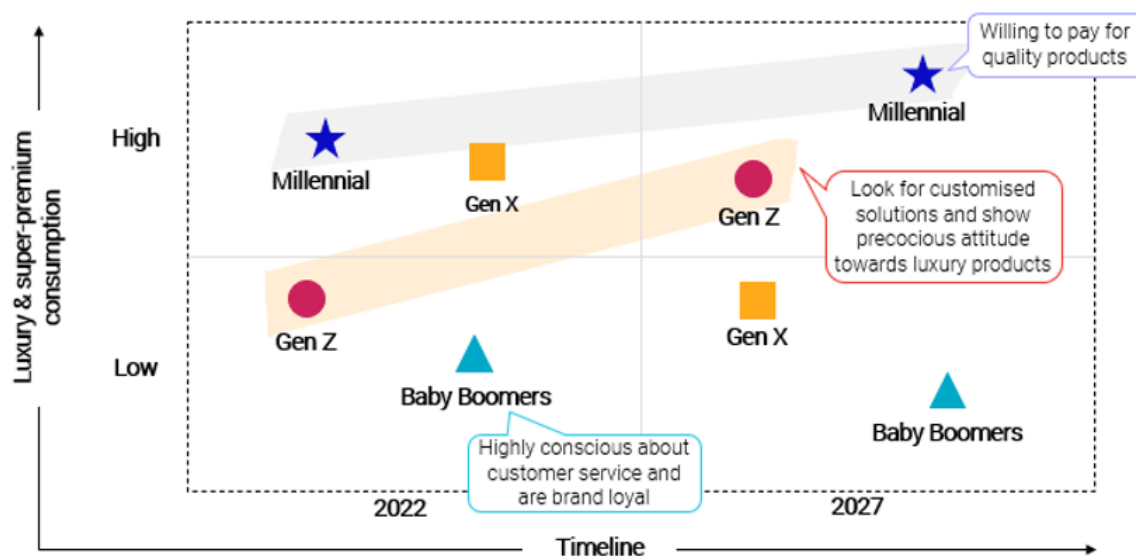 Willing to pay for
quality products
High
Millennial
Millennial
Gen X
Gen Z
Look for customised
solutions and show
precocious attitude
towards luxury products
Luxury & super-premium
consumption
Gen Z
Gen X
Low
Baby Boomers
Baby Boomers
Highly conscious about
customer service and
are brand loyal
2022
2027
Timeline